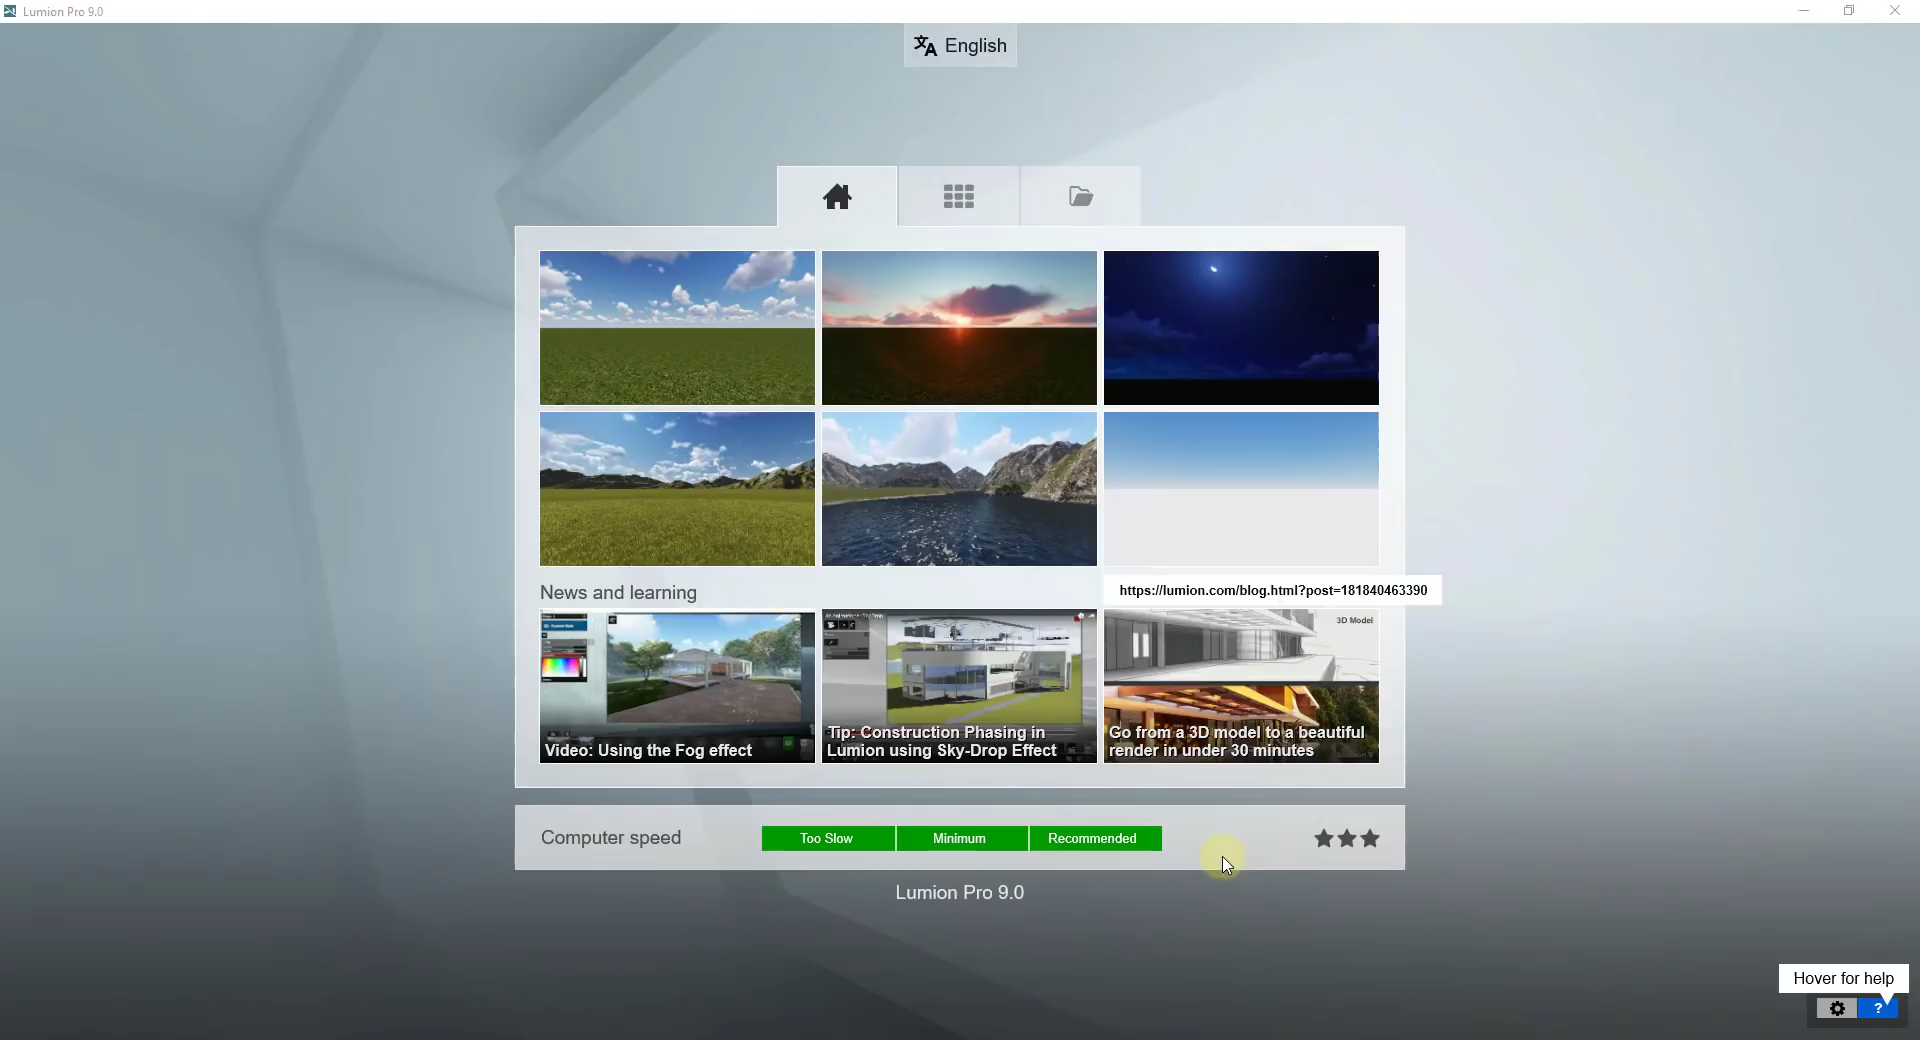 Lumion Pro 9.0
English
News and learning
https://lumion.com/blog.html?post=181840463390
3D Model
Video: Using the Fog effect
Tip: Construction Phasing in
Lumion using Sky-Drop Effect
Go from a 3D model to a beautiful
render in under 30 minutes
Computer speed
Too Slow
Minimum
Recommended
Lumion Pro 9.0
Hover for help
?